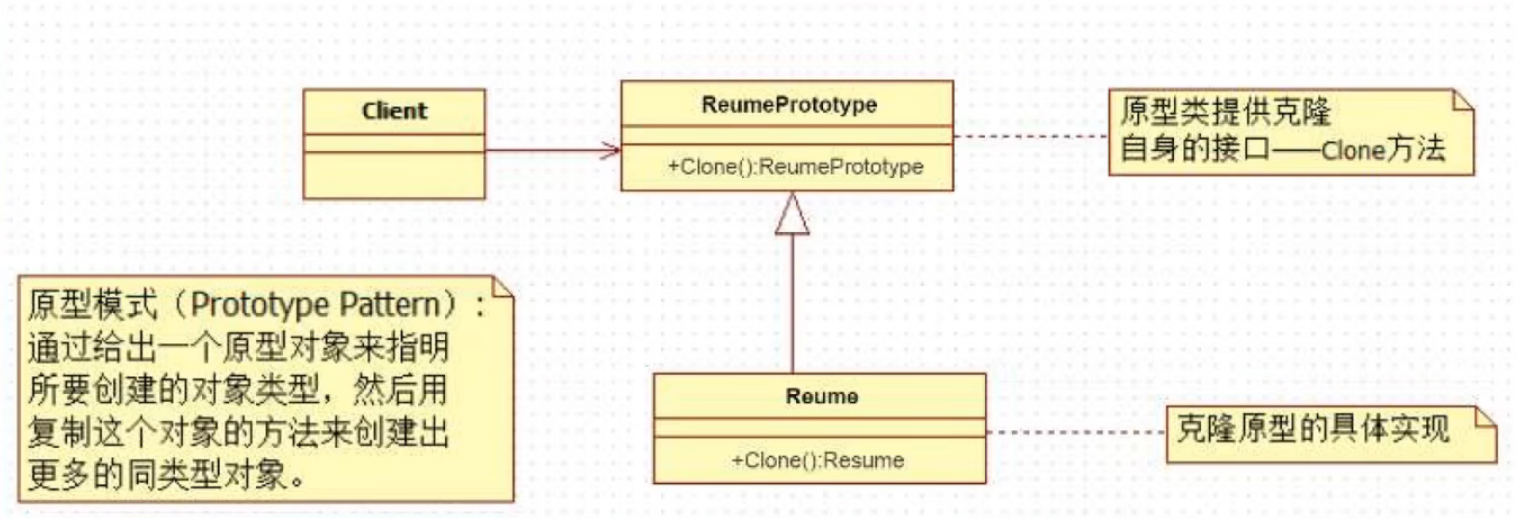 Client
ReumePrototype
+Clone():ReumePrototype
原型类提供克隆
自身的接口——Clone方法
原型模式（Prototype Pattern）:
通过给出一个原型对象来指明
所要创建的对象类型，然后用
复制这个对象的方法来创建出
更多的同类型对象。
Reume
+Clone():Resume
克隆原型的具体实现